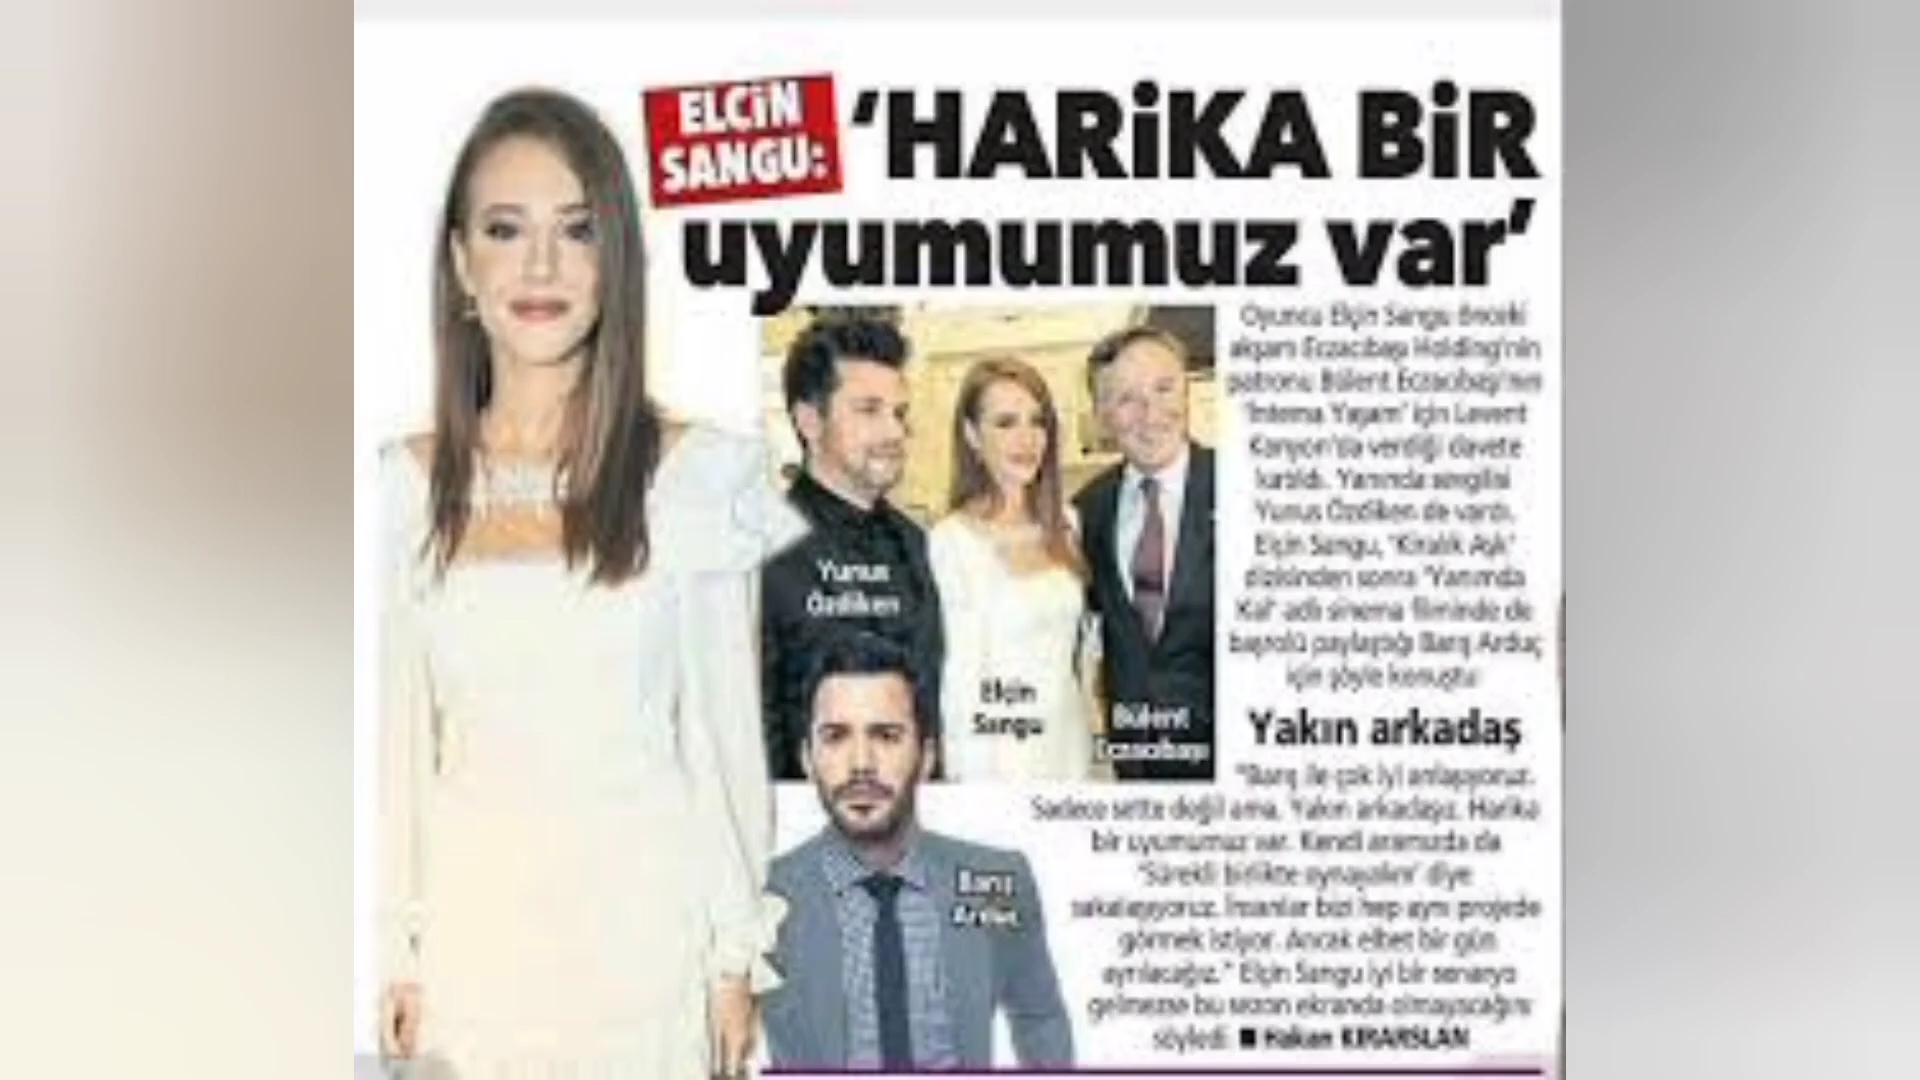 ELÇİN
SANGU:
‘HARİKA BİR
uyumumuz var’
Oyuncu Elçin Sangu önceki
akşam Eczacıbaşı Holding'nin
patronu Bülent Eczacıbaşı'nın
'İntema Yaşam' için Levent
Kanyon'da verdiği davete
katıldı. Yanında sevgilisi
Yunus Özdiken de vardı.
Elçin Sangu, "Kiralık Aşk"
dizisinden sonra "Yanımda
Kal" adlı sinema filminde de
başrolü paylaştığı Barış Arduç
için şöyle konuştu:
Yakın arkadaş
"Barış ile çok iyi anlaşıyoruz.
Sadece sette değil ama. Yakın arkadaşız. Harika
bir uyumumuz var. Kendi aramızda da
'Sürekli birlikte oynayalım' diye
şakalaşıyoruz. İnsanlar bizi hep aynı projede
görmek istiyor. Ancak elbet bir gün
ayrılacağız." Elçin Sangu iyi bir senaryo
gelmezse bu sezon ekranda olmayacağını
söyledi. ■ Hakan KIRARSLAN
Yunus
Özdiken
Elçin
Sangu
Bülent
Eczacıbaşı
Barış
Arduç